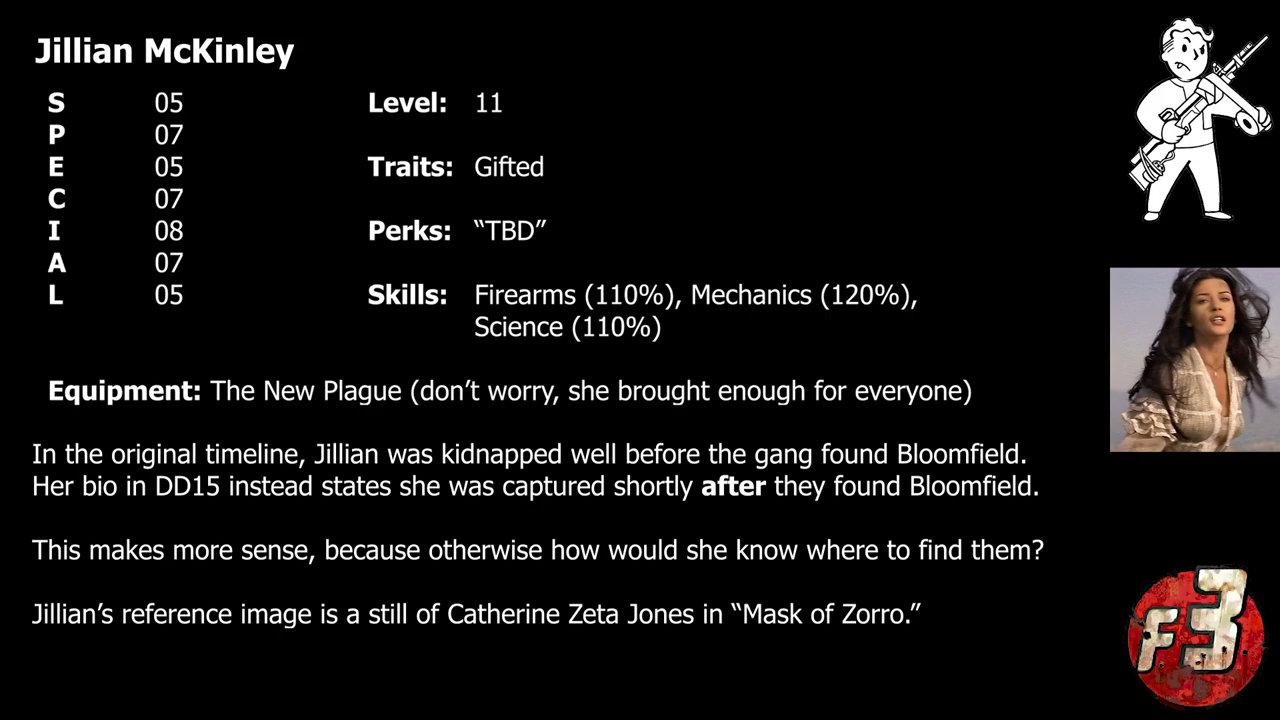 Jillian McKinley
S 05 Level: 11
P 07
E 05 Traits: Gifted
C 07
I 08 Perks: “TBD”
A 07
L 05 Skills: Firearms (110%), Mechanics (120%),
Science (110%)
Equipment: The New Plague (don’t worry, she brought enough for everyone)
In the original timeline, Jillian was kidnapped well before the gang found Bloomfield.
Her bio in DD15 instead states she was captured shortly after they found Bloomfield.
This makes more sense, because otherwise how would she know where to find them?
Jillian’s reference image is a still of Catherine Zeta Jones in “Mask of Zorro.”
F3